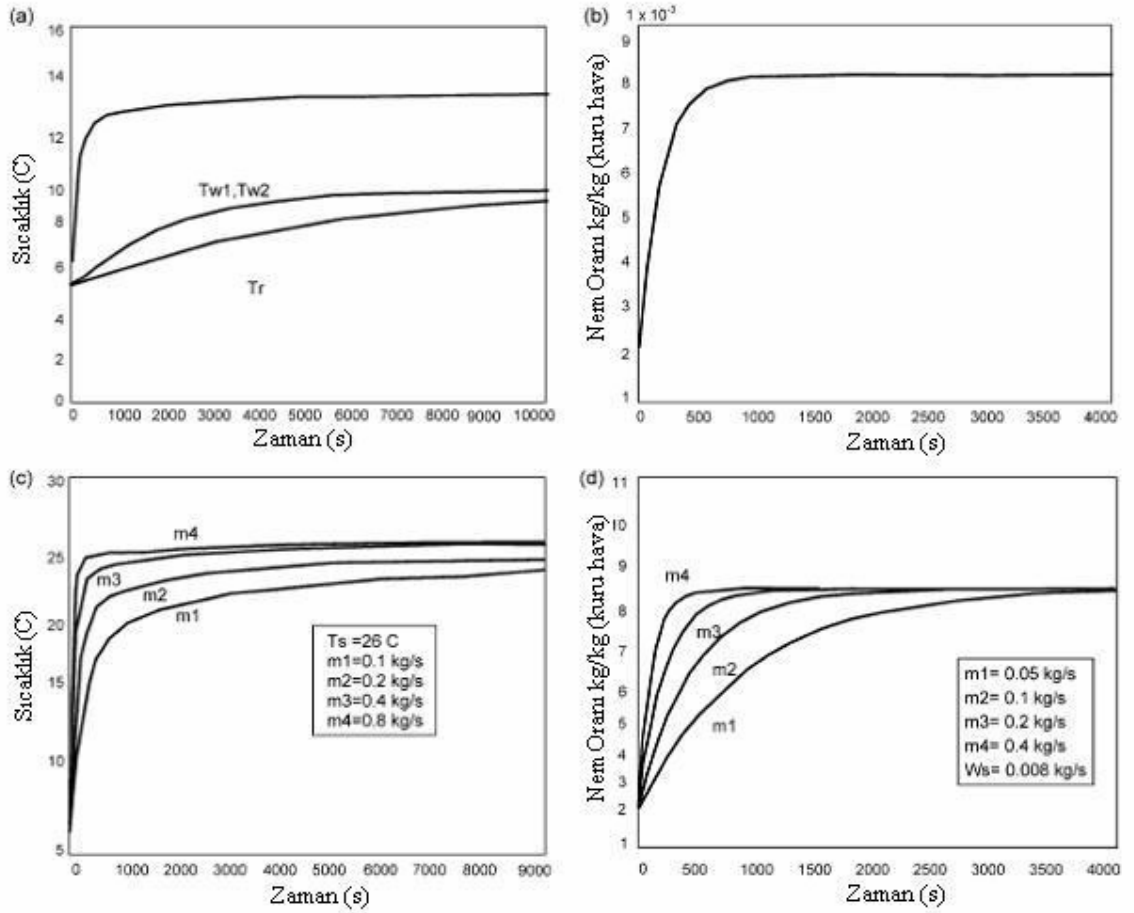 (a)
16
14
12
10
8
6
4
2
0
Sıcaklık (C)
Tw1,Tw2
Tr
0 1000 2000 3000 4000 5000 6000 7000 8000 9000 10000
Zaman (s)
(b)
1 x 10⁻³
9
8
7
6
5
4
3
2
1
Nem Oranı kg/kg (kuru hava)
0 500 1000 1500 2000 2500 3000 3500 4000
Zaman (s)
(c)
30
25
20
15
10
5
Sıcaklık (C)
m4
m3
m2
m1
Ts =26 C
m1=0.1 kg/s
m2=0.2 kg/s
m3=0.4 kg/s
m4=0.8 kg/s
0 1000 2000 3000 4000 5000 6000 7000 8000 9000
Zaman (s)
(d)
11
10
9
8
7
6
5
4
3
2
1
Nem Oranı kg/kg (kuru hava)
m4
m3
m2
m1
m1= 0.05 kg/s
m2= 0.1 kg/s
m3= 0.2 kg/s
m4= 0.4 kg/s
Ws= 0.008 kg/s
0 500 1000 1500 2000 2500 3000 3500 4000
Zaman (s)